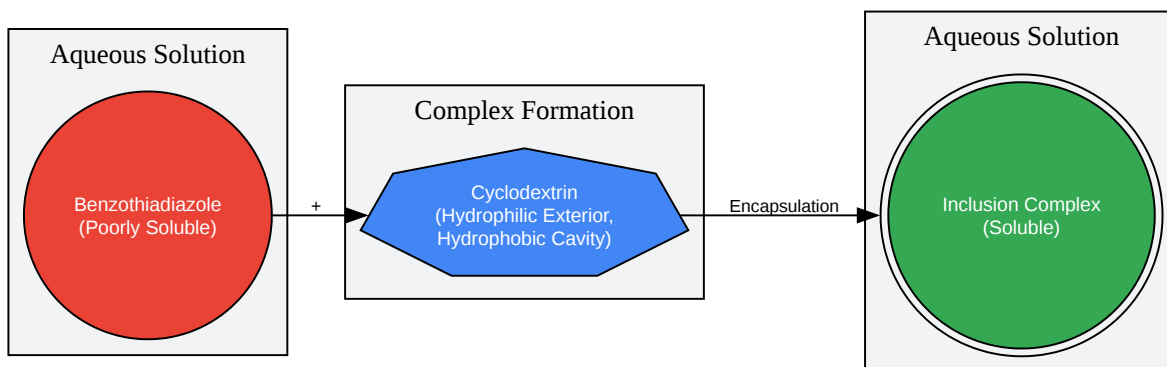 Aqueous Solution
Benzothiadiazole
(Poorly Soluble)
+
Complex Formation
Cyclodextrin
(Hydrophilic Exterior,
Hydrophobic Cavity)
Encapsulation
Aqueous Solution
Inclusion Complex
(Soluble)